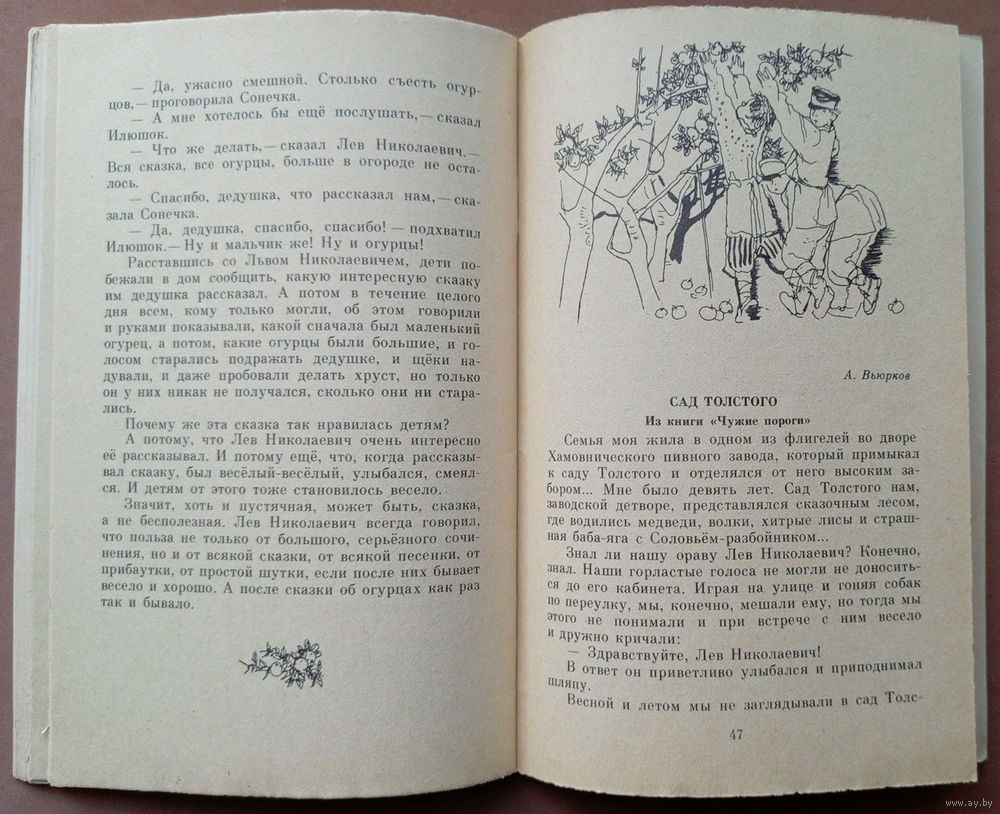 — Да, ужасно смешной. Столько съесть огур-
цов,— проговорила Сонечка.
— А мне хотелось бы ещё послушать,— сказал
Илюшок.
— Что же делать,— сказал Лев Николаевич.—
Вся сказка, все огурцы, больше в огороде не оста-
лось.
— Спасибо, дедушка, что рассказал нам,— ска-
зала Сонечка.
— Да, дедушка, спасибо, спасибо! — подхватил
Илюшок.— Ну и мальчик же! Ну и огурцы!
Расставшись со Львом Николаевичем, дети по-
бежали в дом сообщить, какую интересную сказку
им дедушка рассказал. А потом в течение целого
дня всем, кому только могли, об этом говорили
и руками показывали, какой сначала был маленький
огурец, а потом, какие огурцы были большие, и го-
лосом старались подражать дедушке, и щёки на-
дували, и даже пробовали делать хруст, но только
он у них никак не получался, сколько они ни стара-
лись.
Почему же эта сказка так нравилась детям?
А потому, что Лев Николаевич очень интересно
её рассказывал. И потому ещё, что, когда рассказы-
вал сказку, был весёлый-весёлый, улыбался, смеял-
ся. И детям от этого тоже становилось весело.
Значит, хоть и пустячная, может быть, сказка,
а не бесполезная. Лев Николаевич всегда говорил,
что польза не только от большого, серьёзного сочи-
нения, но и от всякой сказки, от всякой песенки, от
прибаутки, от простой шутки, если после них бывает
весело и хорошо. А после сказки об огурцах как раз
так и бывало.
А. Вьюрков
САД ТОЛСТОГО
Из книги «Чужие пороги»
Семья моя жила в одном из флигелей во дворе
Хамовнического пивного завода, который примыкал
к саду Толстого и отделялся от него высоким за-
бором... Мне было девять лет. Сад Толстого нам,
заводской детворе, представлялся сказочным лесом,
где водились медведи, волки, хитрые лисы и страш-
ная баба-яга с Соловьём-разбойником...
Знал ли нашу ораву Лев Николаевич? Конечно,
знал. Наши горластые голоса не могли не доносить-
ся до его кабинета. Играя на улице и гоняя собак
по переулку, мы, конечно, мешали ему, но тогда мы
этого не понимали и при встрече с ним весело
и дружно кричали:
— Здравствуйте, Лев Николаевич!
В ответ он приветливо улыбался и приподнимал
шляпу.
Весной и летом мы не заглядывали в сад Толс-
47
www.ay.by